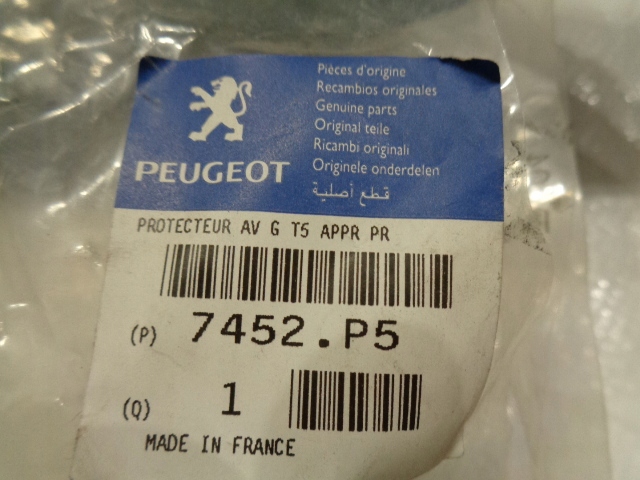 Pièces d'origine
Recambios originales
Genuine parts
Original teile
Ricambi originali
Originele onderdelen
قطع أصلية
PEUGEOT
PROTECTEUR AV G T5 APPR PR
(P) 7452.P5
(Q) 1
MADE IN FRANCE